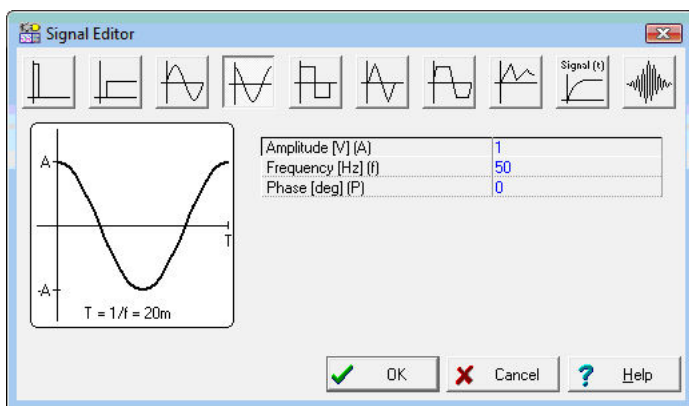 Signal Editor
Signal (t)
A
T
-A
T = 1/f = 20m
Amplitude [V] (A) 1
Frequency [Hz] (f) 50
Phase [deg] (P) 0
OK Cancel ? Help